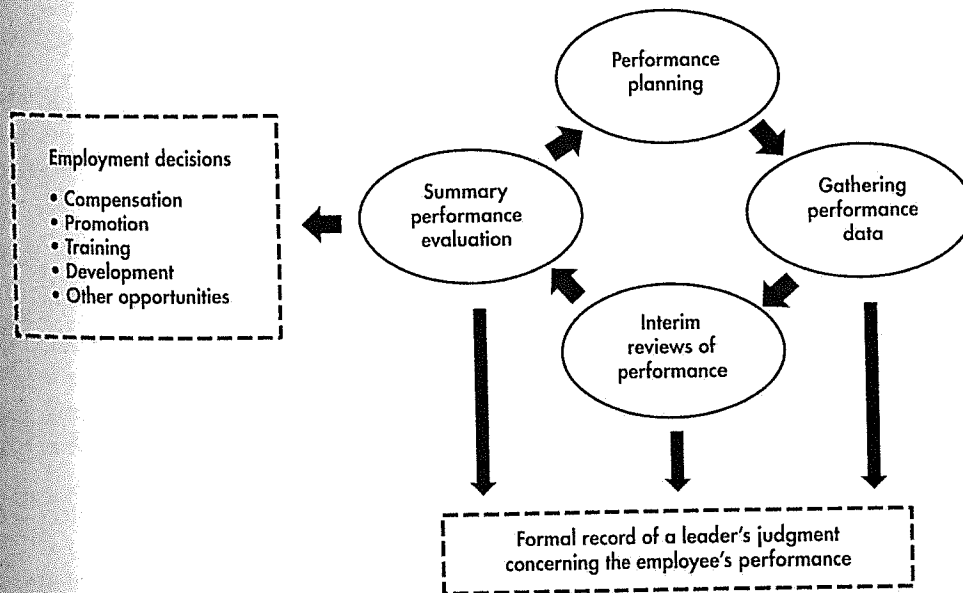 Performance
planning
Employment decisions
• Compensation
• Promotion
• Training
• Development
• Other opportunities
Summary
performance
evaluation
Gathering
performance
data
Interim
reviews of
performance
Formal record of a leader's judgment
concerning the employee's performance